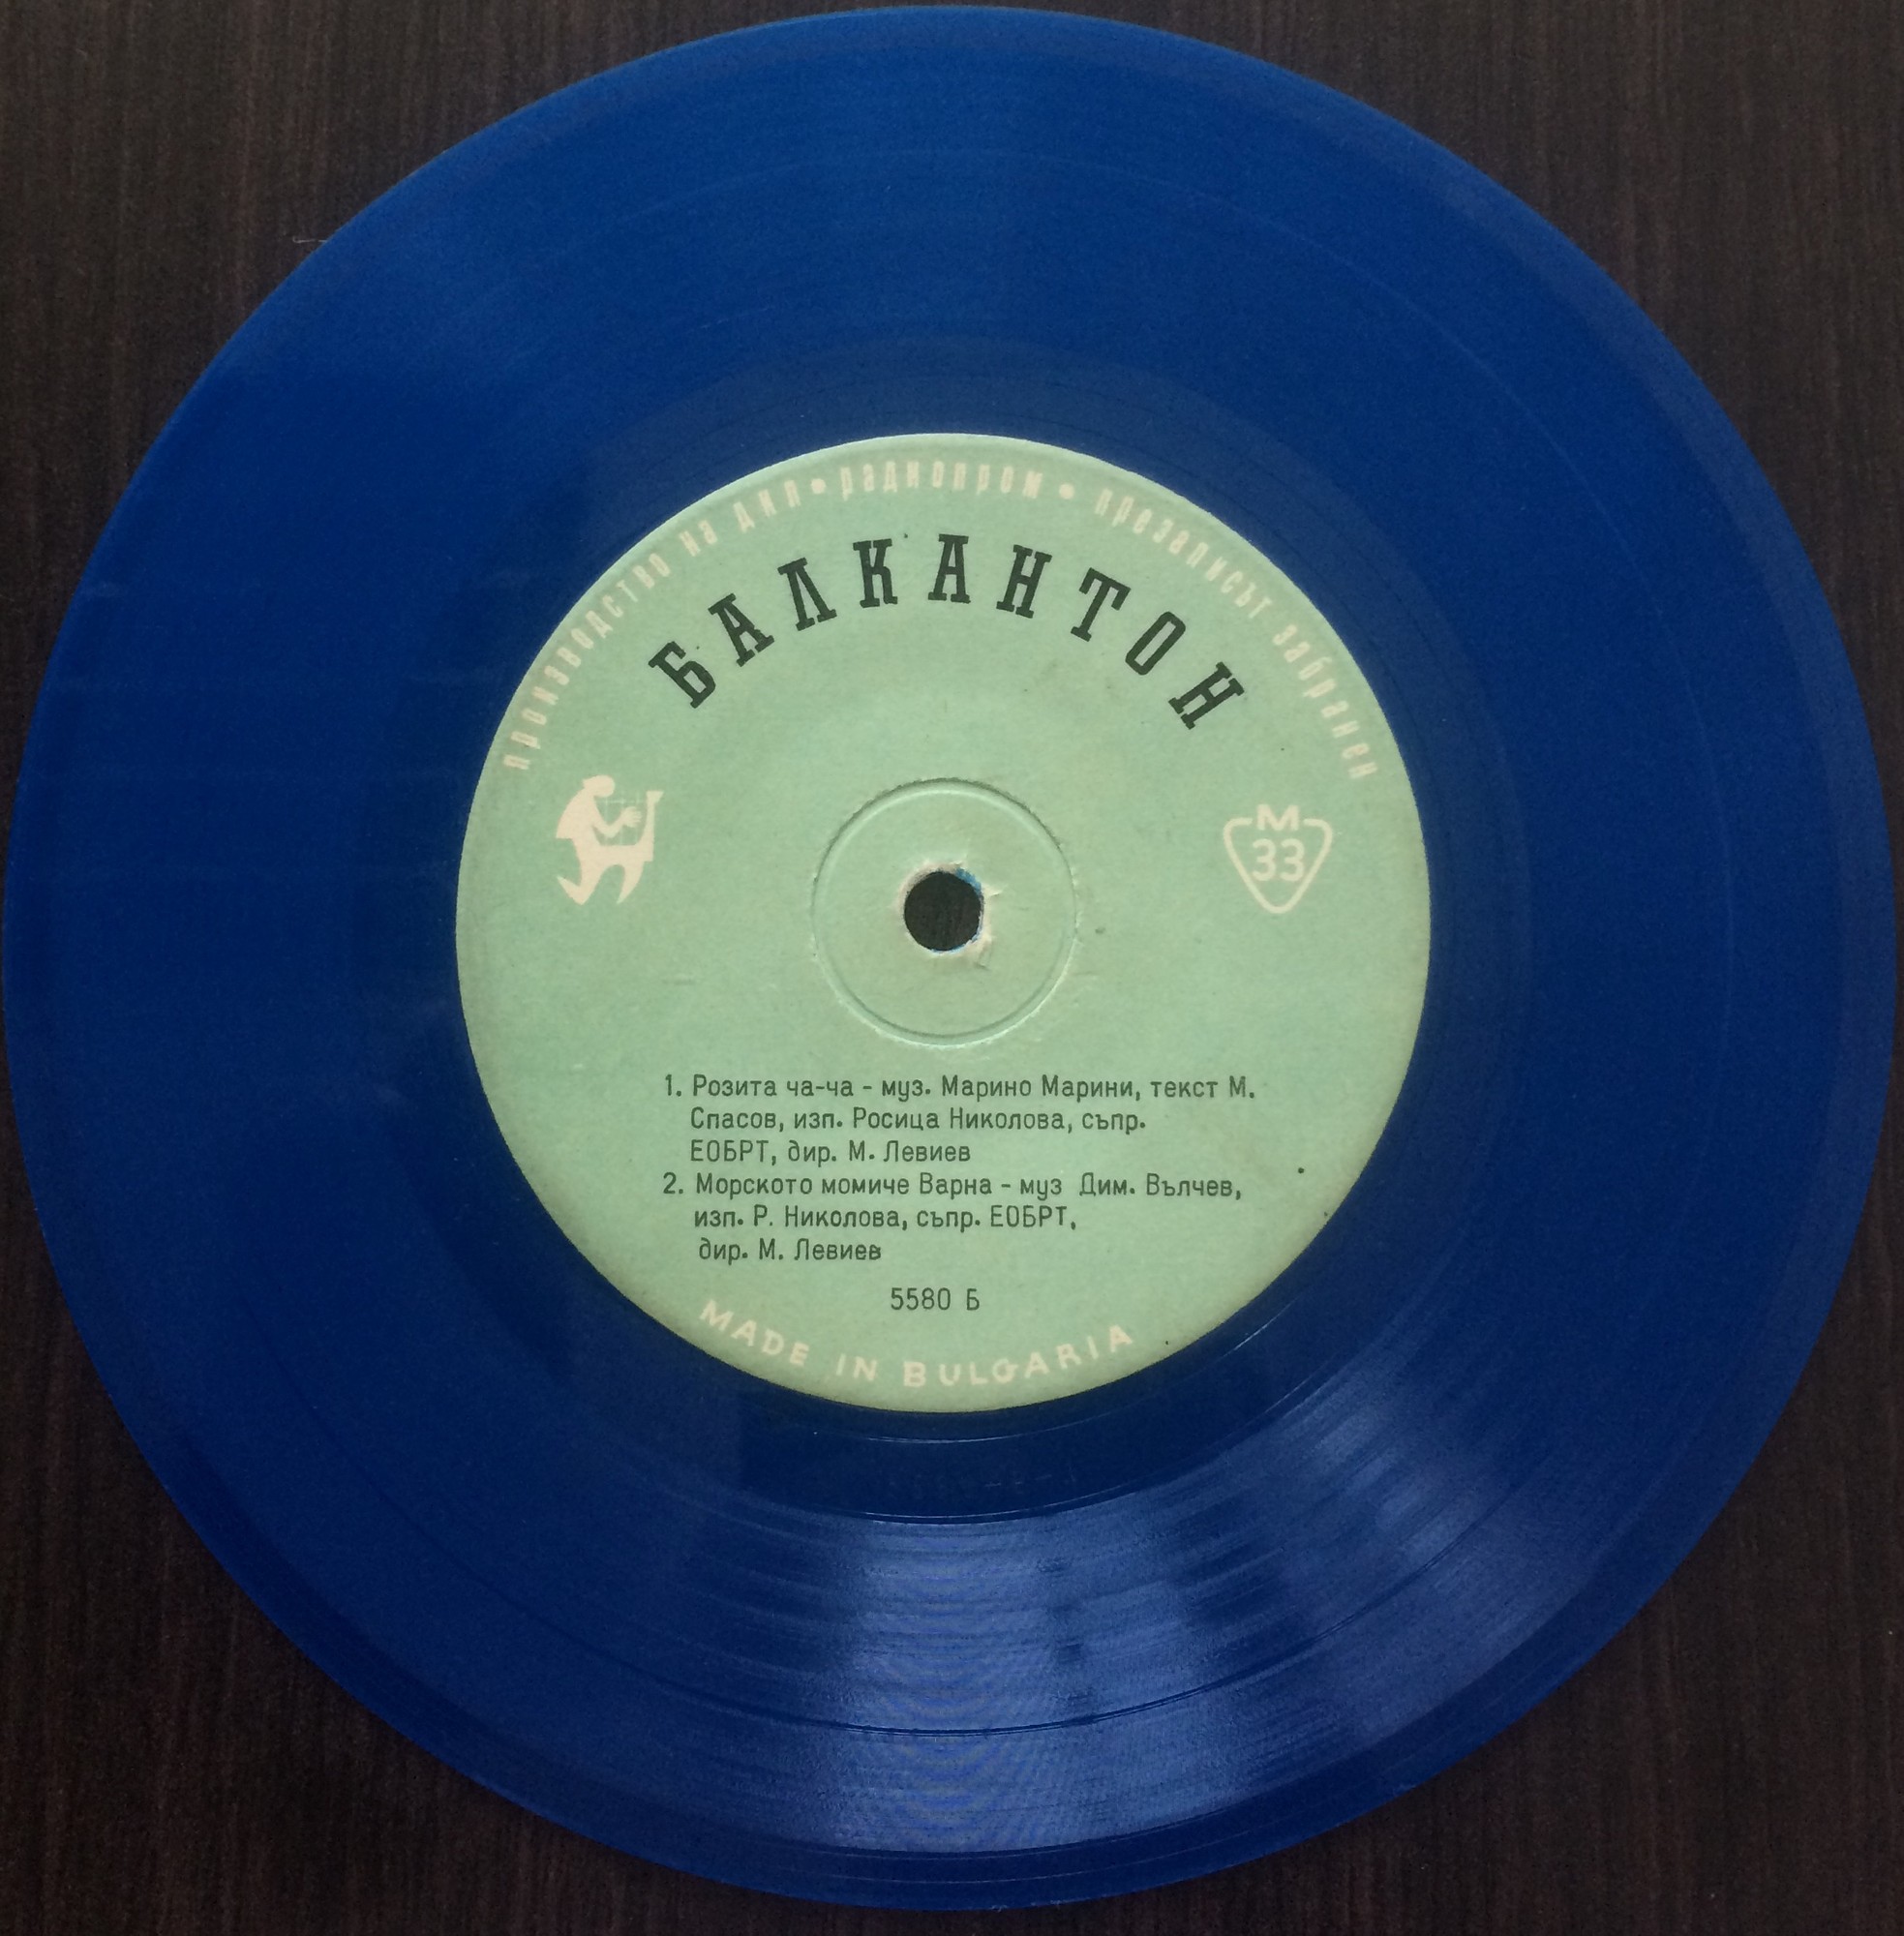 производство на дип • радиопром • презаписът забранен
БАЛКАНТОН
М
33
1. Розита ча-ча - муз. Марино Марини, текст М.
Спасов, изп. Росица Николова, съпр.
ЕОБРТ, дир. М. Левиев
2. Морското момиче Варна - муз Дим. Вълчев,
изп. Р. Николова, съпр. ЕОБРТ,
дир. М. Левиев
5580 Б
MADE IN BULGARIA